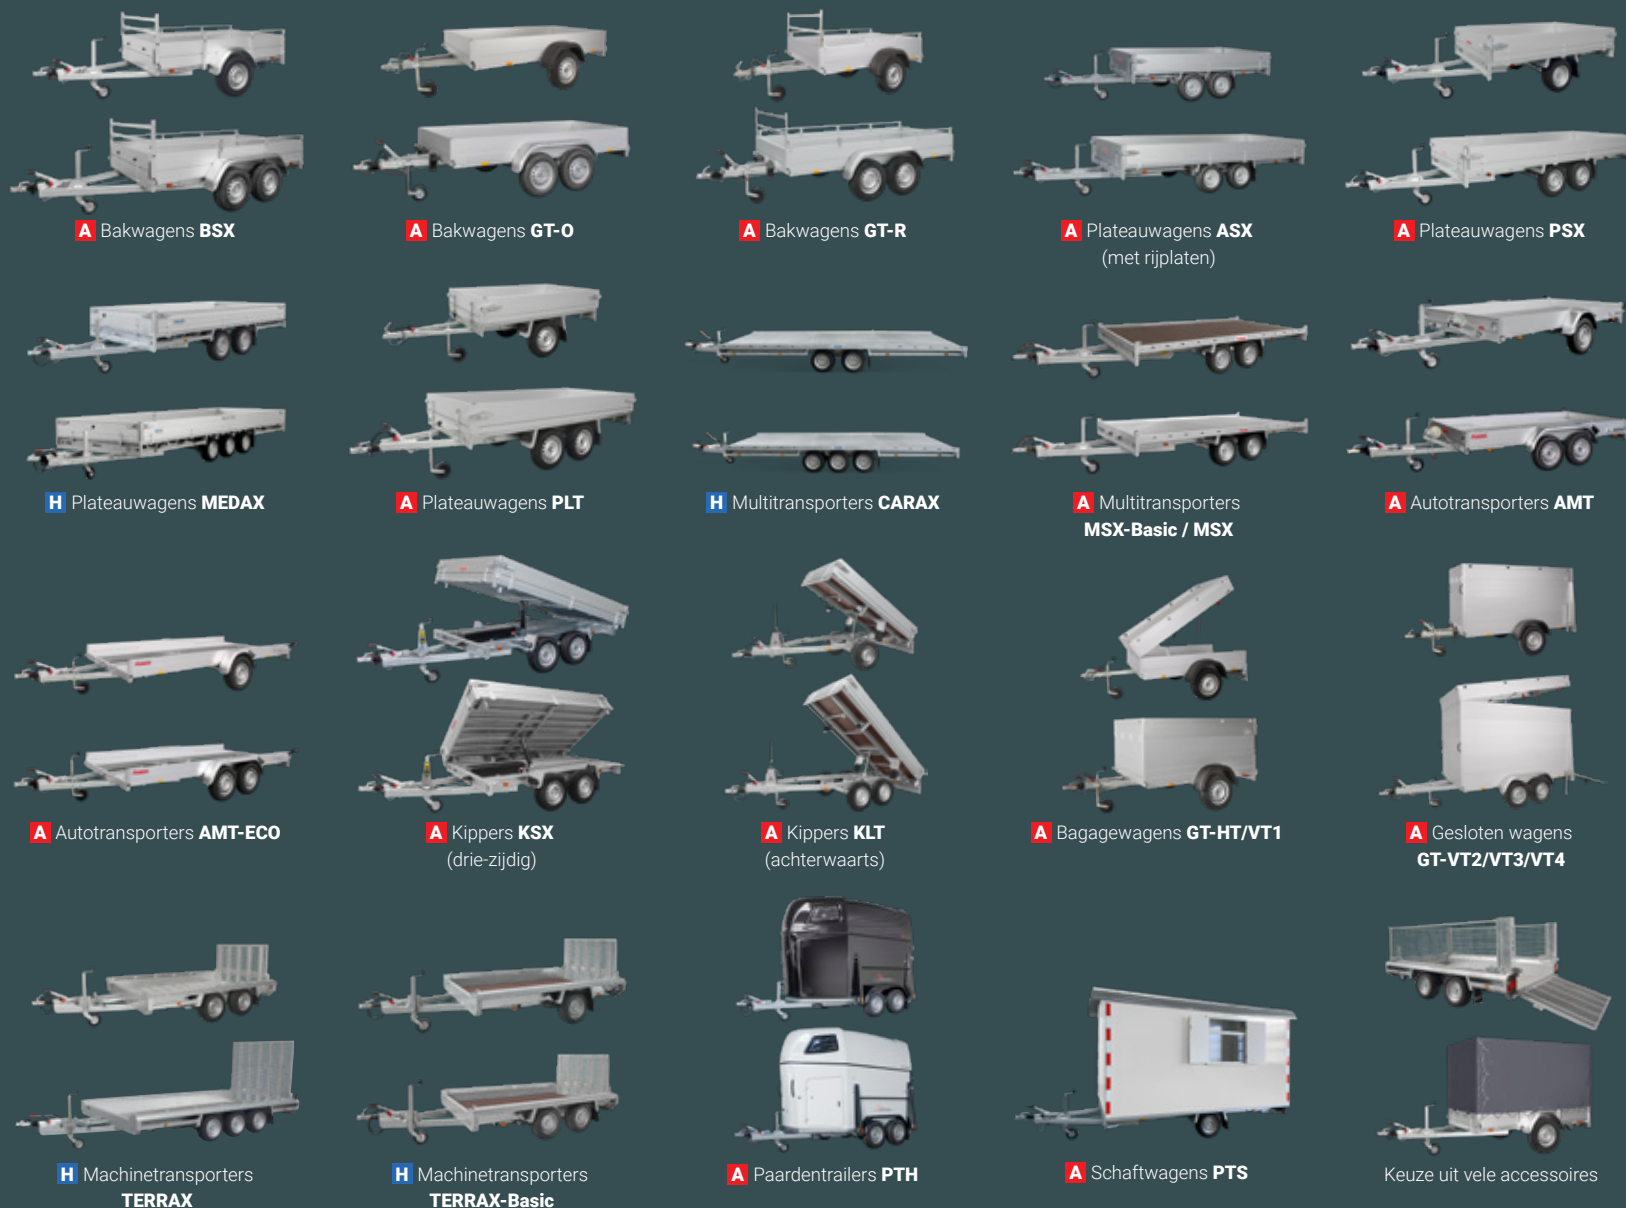 A Bakwagens BSX
A Bakwagens GT-O
A Bakwagens GT-R
A Plateauwagens ASX
(met rijplaten)
A Plateauwagens PSX
H Plateauwagens MEDAX
A Plateauwagens PLT
H Multitransporters CARAX
A Multitransporters
MSX-Basic / MSX
A Autotransporters AMT
A Autotransporters AMT-ECO
A Kippers KSX
(drie-zijdig)
A Kippers KLT
(achterwaarts)
A Bagagewagens GT-HT/VT1
A Gesloten wagens
GT-VT2/VT3/VT4
H Machinetransporters
TERRAX
H Machinetransporters
TERRAX-Basic
A Paardentrailers PTH
A Schaftwagens PTS
Keuze uit vele accessoires